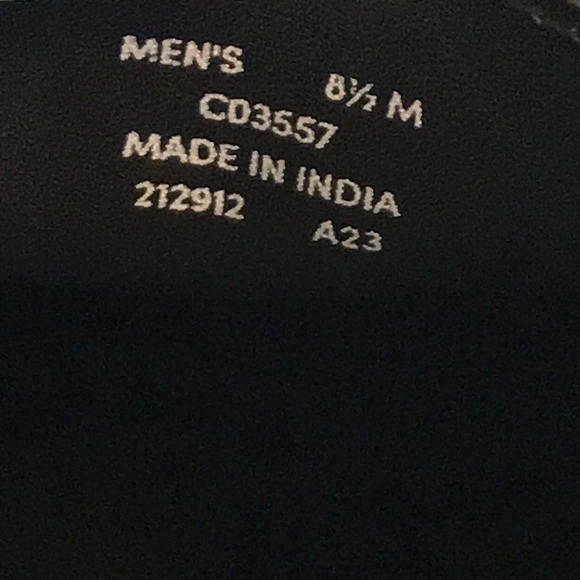 MEN'S 8½ M
CD3557
MADE IN INDIA
212912 A23